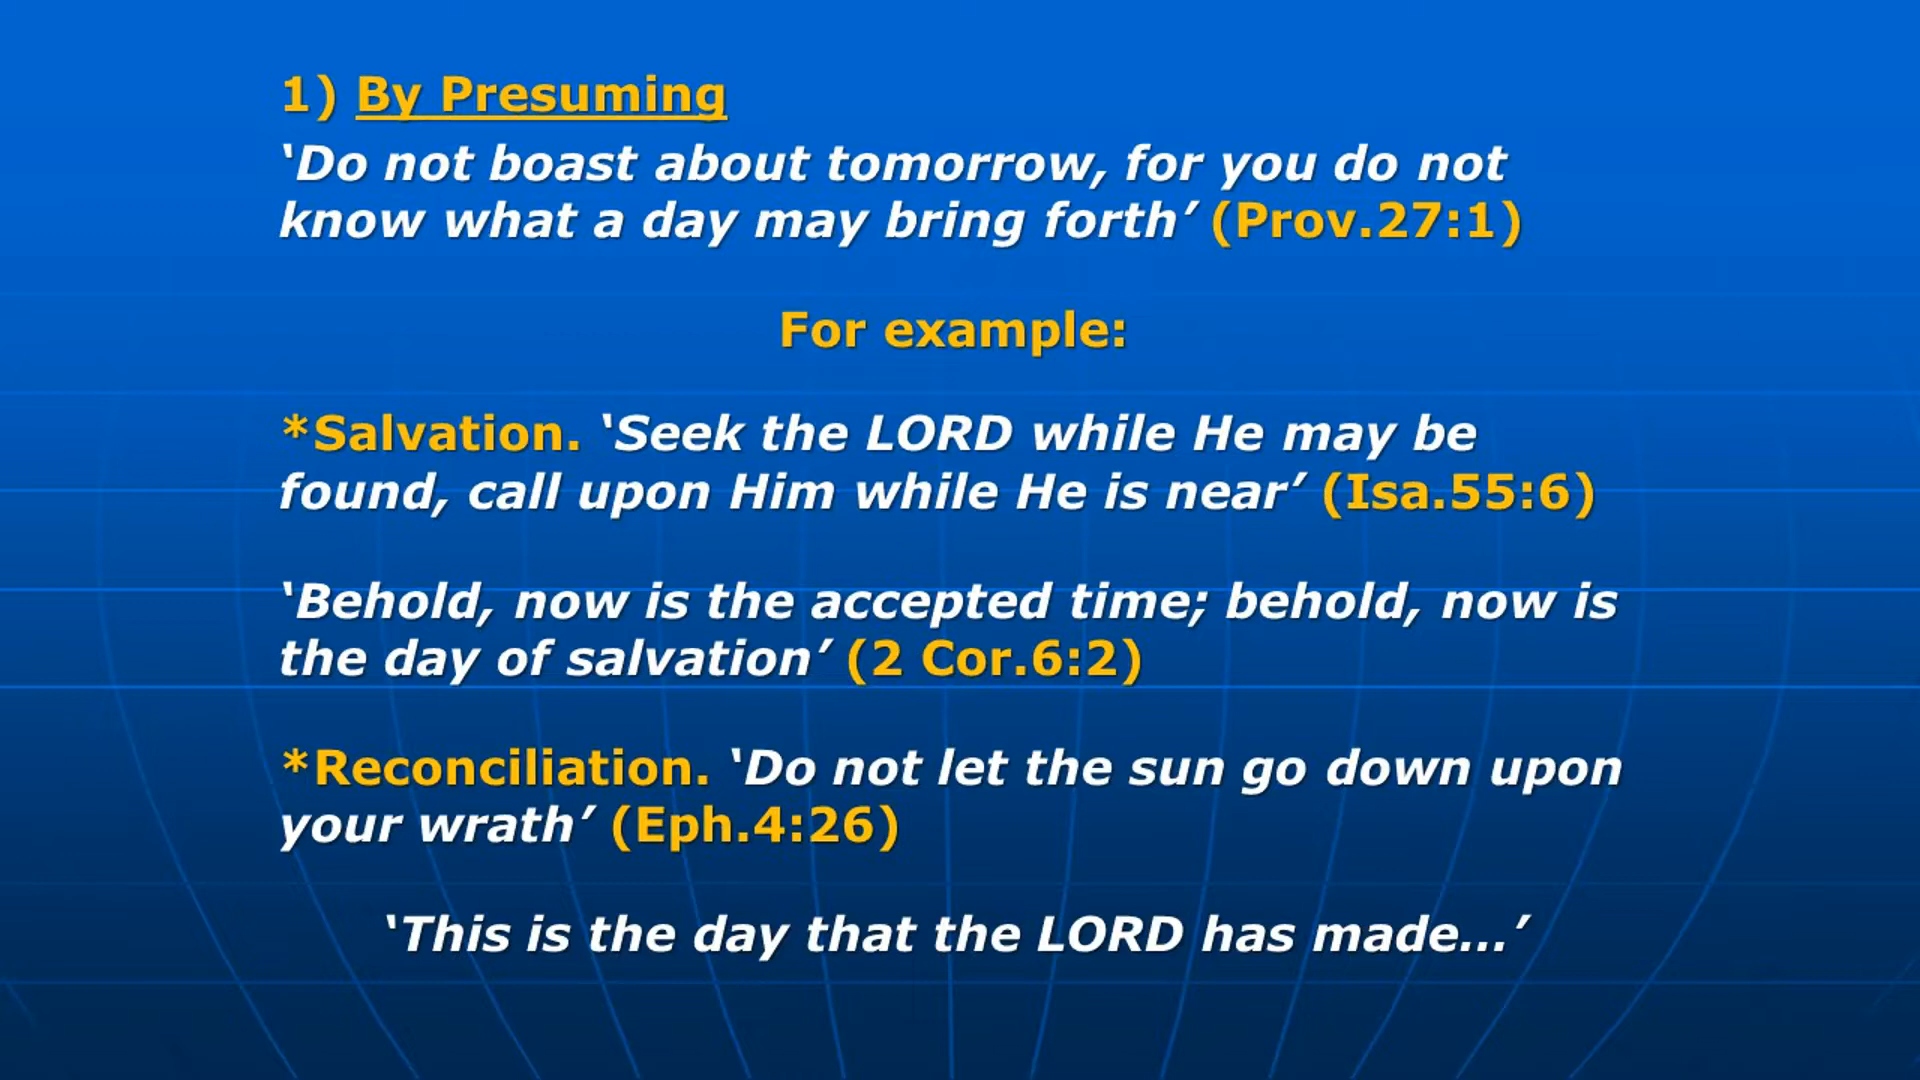 1) By Presuming
‘Do not boast about tomorrow, for you do not
know what a day may bring forth’ (Prov.27:1)
For example:
*Salvation. ‘Seek the LORD while He may be
found, call upon Him while He is near’ (Isa.55:6)
‘Behold, now is the accepted time; behold, now is
the day of salvation’ (2 Cor.6:2)
*Reconciliation. ‘Do not let the sun go down upon
your wrath’ (Eph.4:26)
‘This is the day that the LORD has made…’